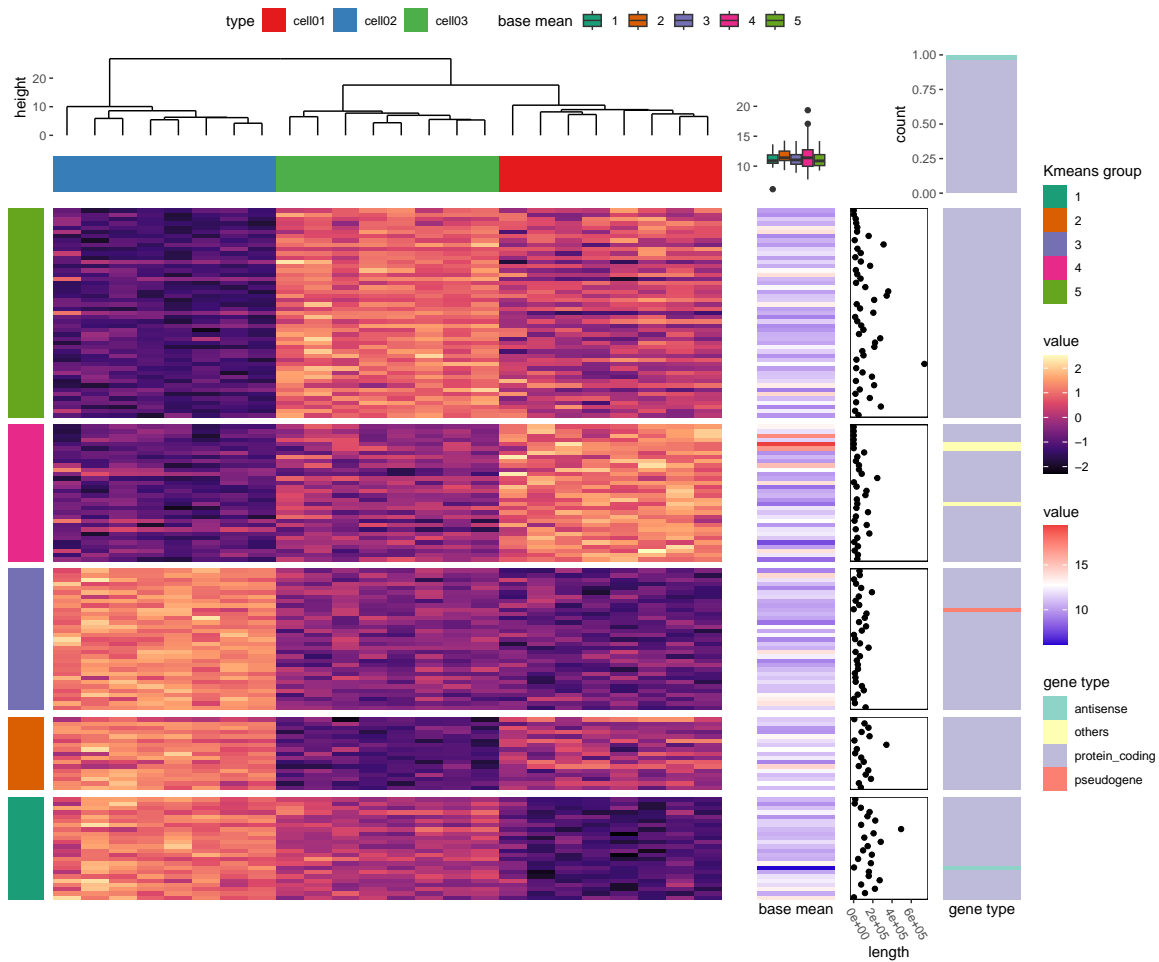 type cell01 cell02 cell03 base mean 1 2 3 4 5
height
20
10
0
20
15
10
count
1.00
0.75
0.50
0.25
0.00
Kmeans group
1
2
3
4
5
value
2
1
0
−1
−2
value
15
10
gene type
antisense
others
protein_coding
pseudogene
base mean
0e+00
2e+05
4e+05
6e+05
length
gene type